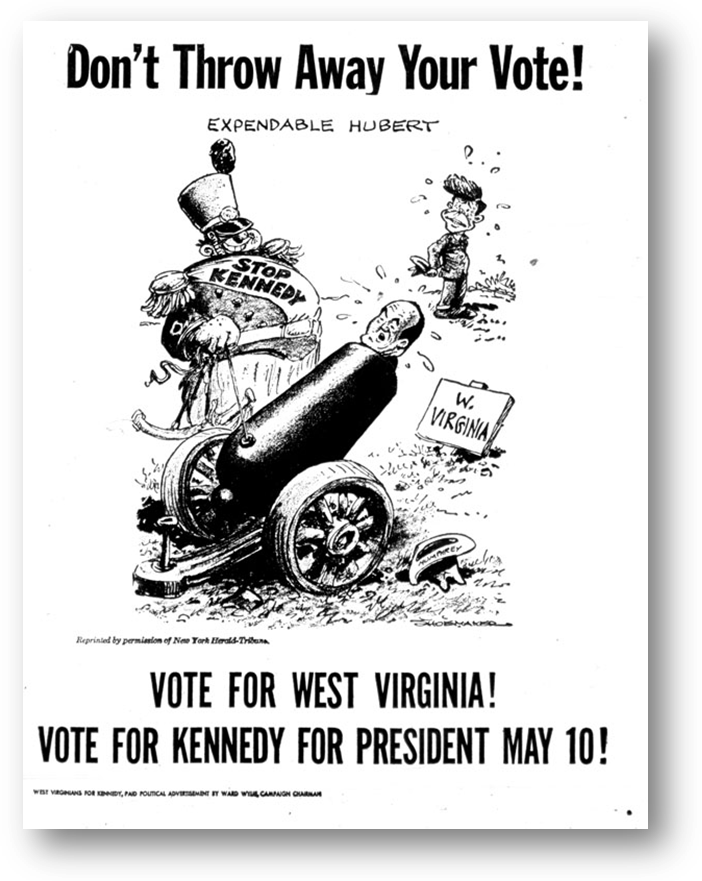 Don't Throw Away Your Vote!
EXPENDABLE HUBERT
STOP
KENNEDY
W.
VIRGINIA
HUMPHREY
SHOEMAKER
Reprinted by permission of New York Herald-Tribune.
VOTE FOR WEST VIRGINIA!
VOTE FOR KENNEDY FOR PRESIDENT MAY 10!
WEST VIRGINIANS FOR KENNEDY, PAID POLITICAL ADVERTISEMENT BY WARD WYLIE, CAMPAIGN CHAIRMAN